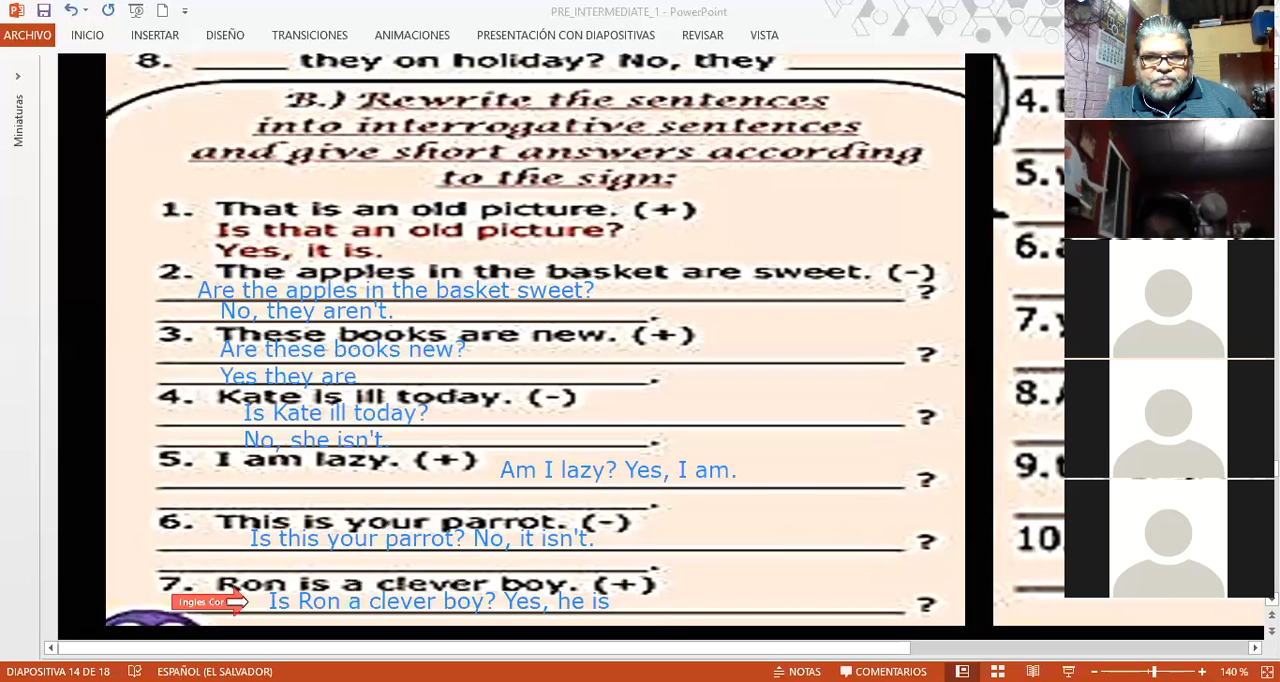 PRE_INTERMEDIATE_1 - PowerPoint
ARCHIVO INICIO INSERTAR DISEÑO TRANSICIONES ANIMACIONES PRESENTACIÓN CON DIAPOSITIVAS REVISAR VISTA
Miniaturas
8. _____ they on holiday? No, they _____
B.) Rewrite the sentences
into interrogative sentences
and give short answers according
to the sign:
1. That is an old picture. (+)
Is that an old picture?
Yes, it is.
2. The apples in the basket are sweet. (-)
Are the apples in the basket sweet? ?
No, they aren't. .
3. These books are new. (+)
Are these books new? ?
Yes they are .
4. Kate is ill today. (-)
Is Kate ill today? ?
No, she isn't. .
5. I am lazy. (+)
Am I lazy? Yes, I am. ?
.
6. This is your parrot. (-)
Is this your parrot? No, it isn't. ?
.
7. Ron is a clever boy. (+)
Ingles Cor Is Ron a clever boy? Yes, he is ?
4.
5.
6.
7.
8.
9.
10
DIAPOSITIVA 14 DE 18 ESPAÑOL (EL SALVADOR) NOTAS COMENTARIOS 140 %